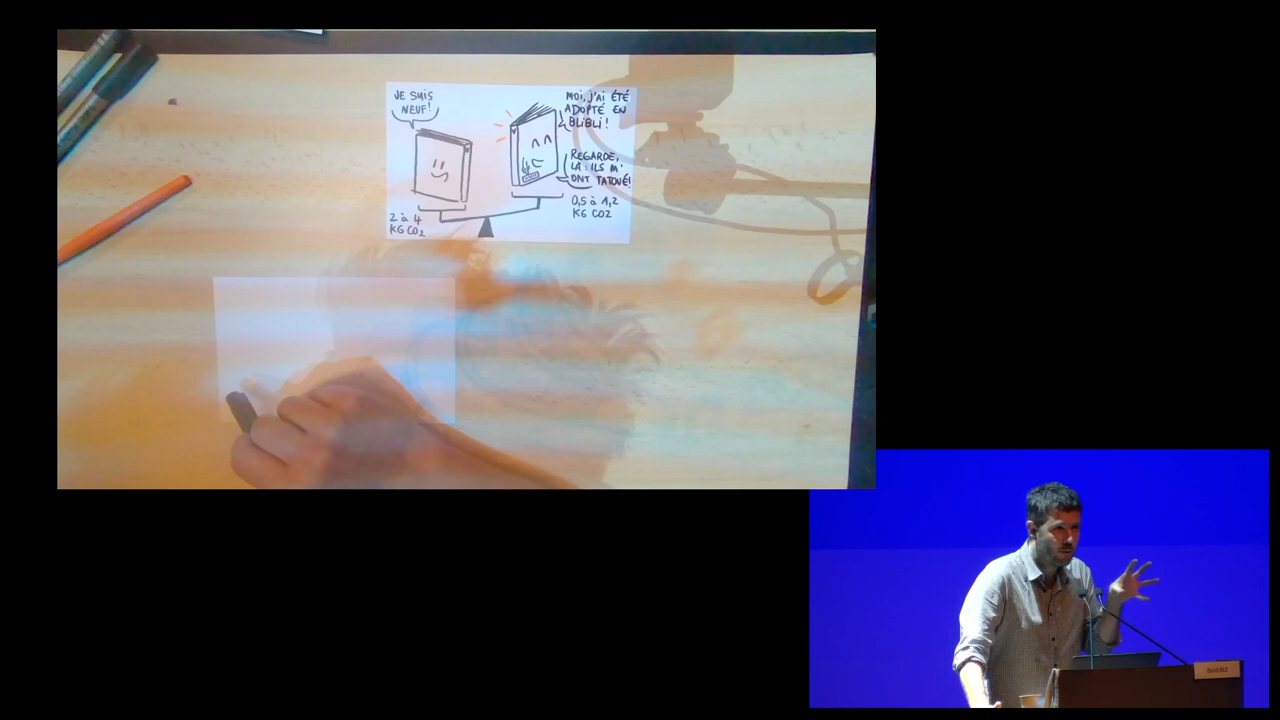 JE SUIS
NEUF!
MOI, J'AI ÉTÉ
ADOPTÉ EN
BLIBLI!
REGARDE,
LÀ : ILS M'
ONT TATOUÉ!
2 à 4
KG CO2
0,5 à 1,2
KG CO2